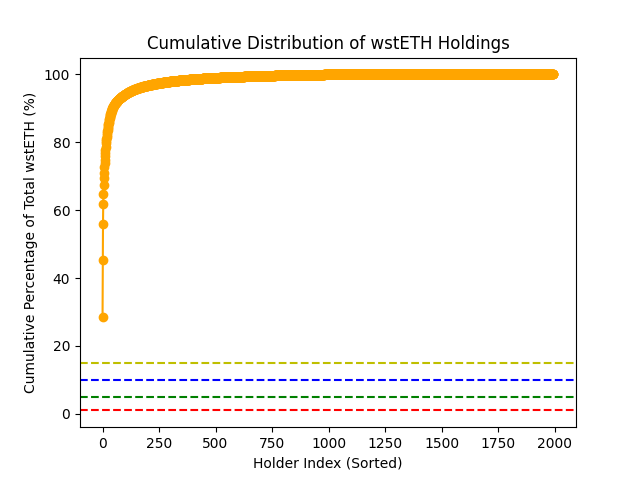 Cumulative Distribution of wstETH Holdings
Cumulative Percentage of Total wstETH (%)
100
80
60
40
20
0
0 250 500 750 1000 1250 1500 1750 2000
Holder Index (Sorted)